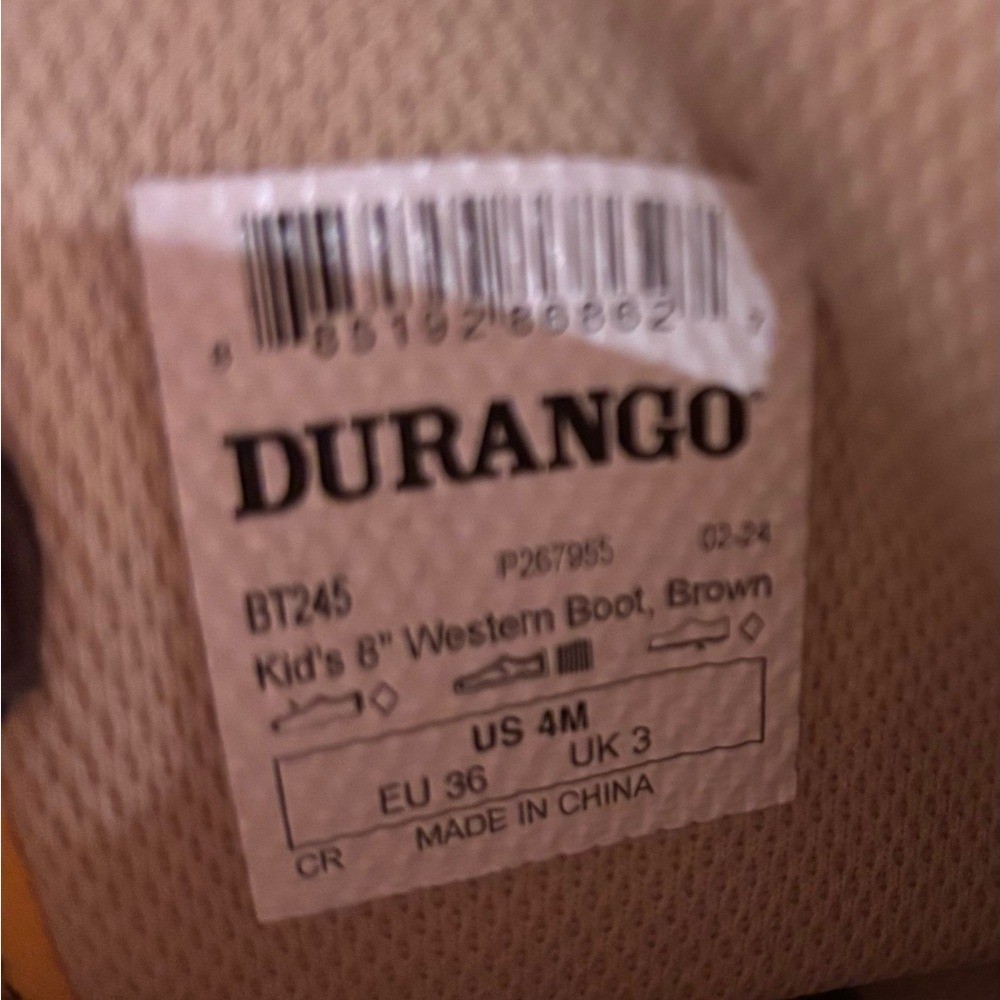 DURANGO
P267955 02-24
BT245
Kid's 8" Western Boot, Brown
US 4M
EU 36 UK 3
MADE IN CHINA
CR